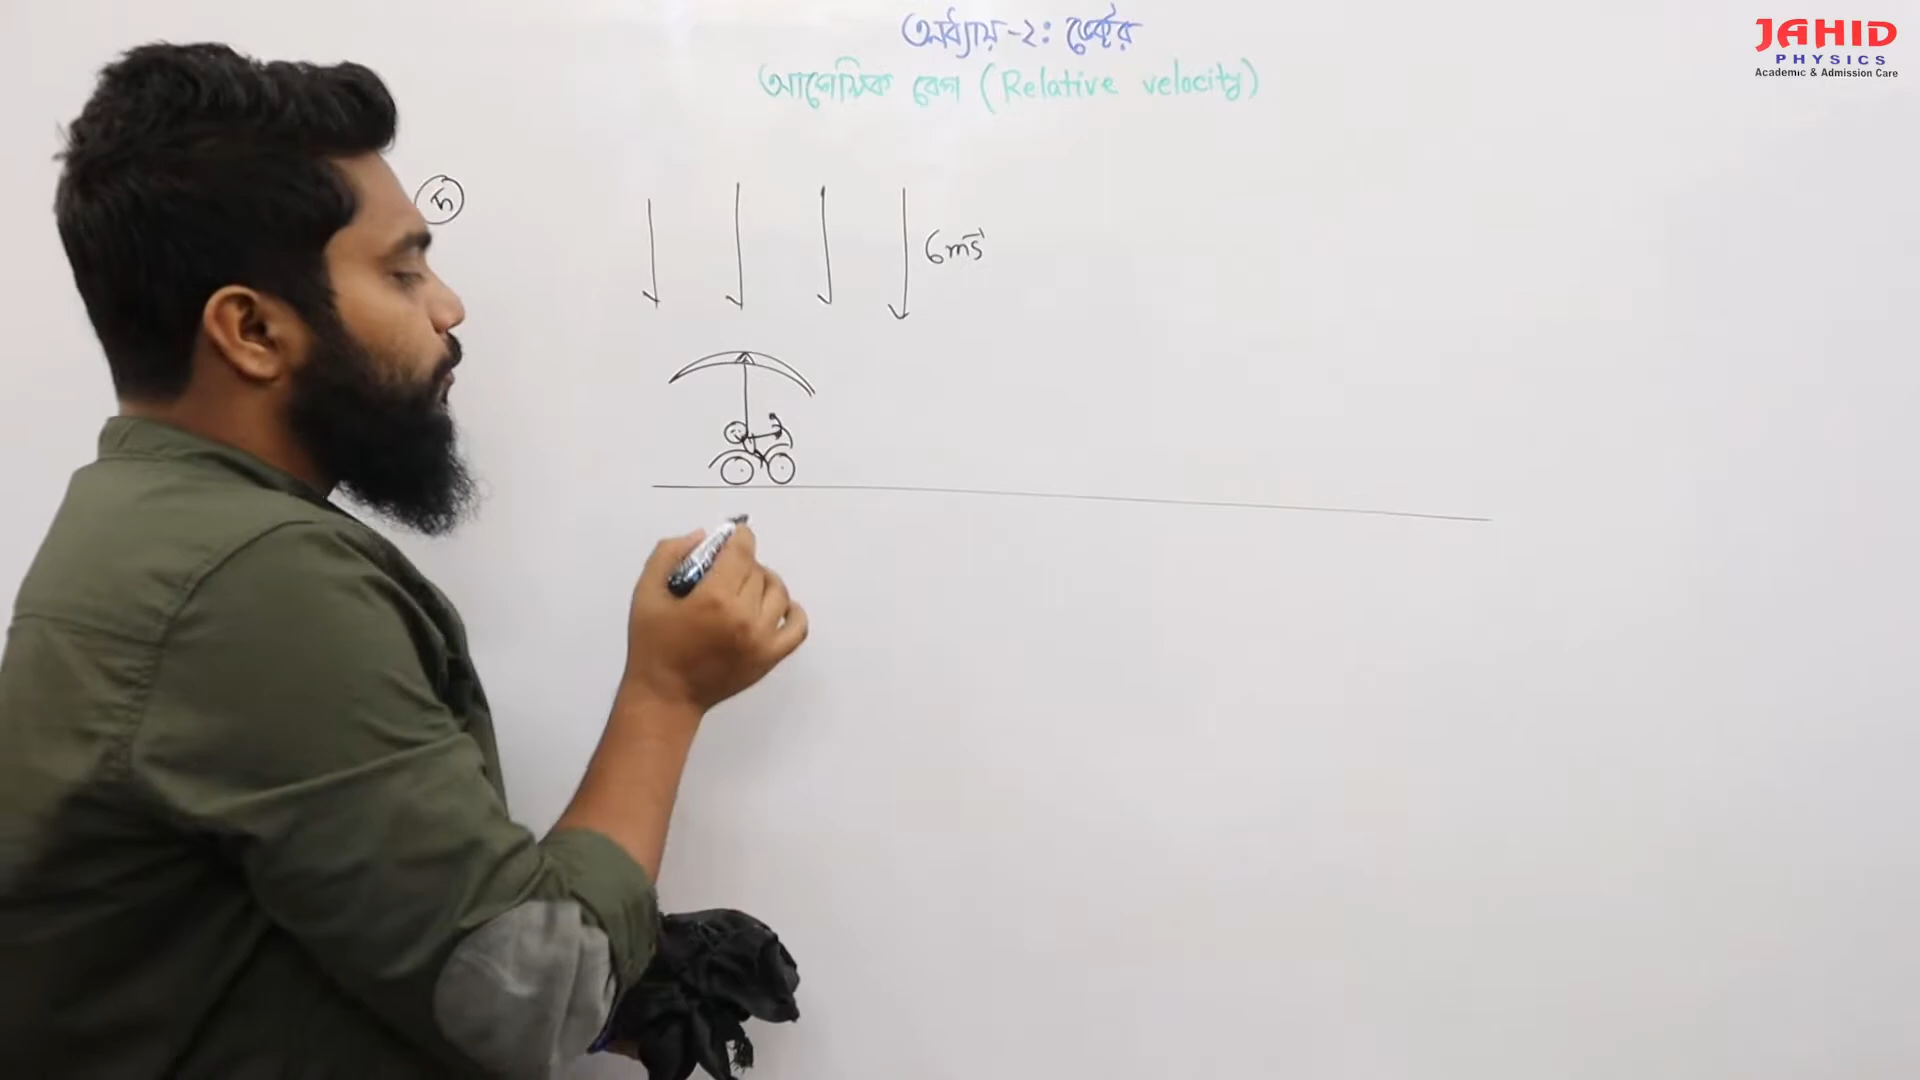 অধ্যায়-২: ভেক্টর
আপেক্ষিক বেগ (Relative velocity)
JAHID
PHYSICS
Academic & Admission Care
6ms⁻¹